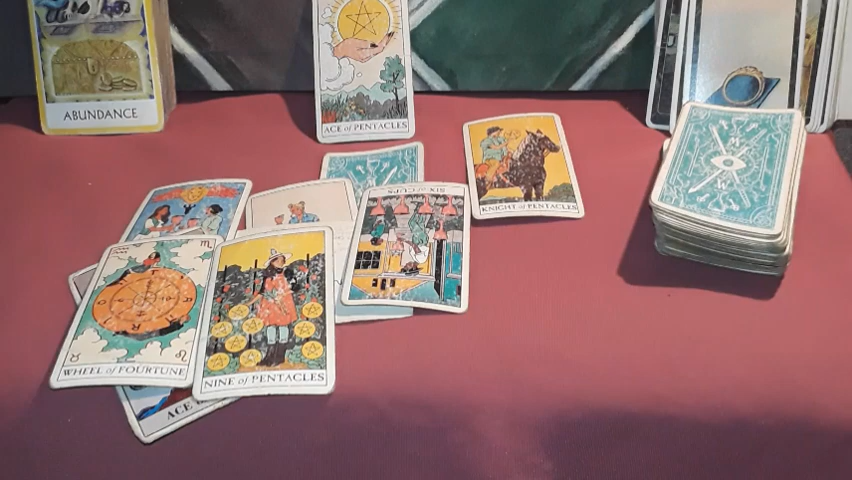 ABUNDANCE
ACE of PENTACLES
KNIGHT of PENTACLES
SIX of CUPS
WHEEL of FOURTUNE
NINE of PENTACLES
ACE